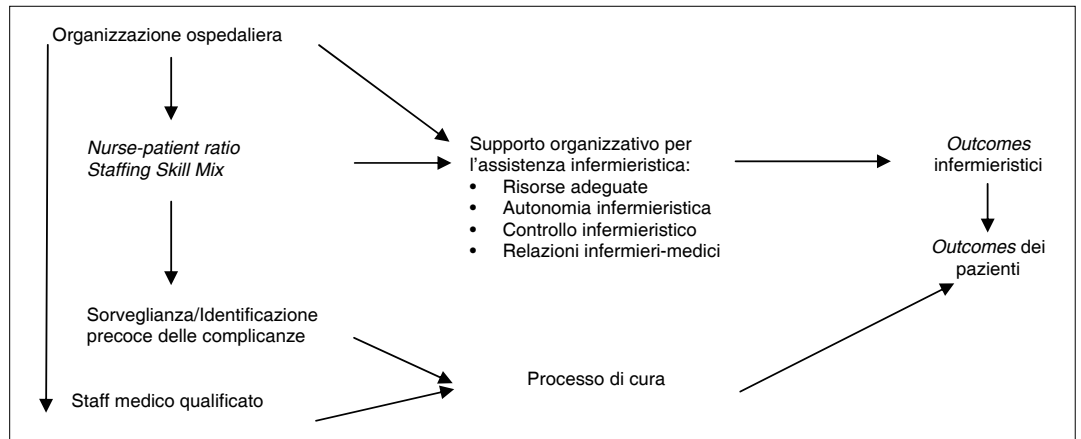 Organizzazione ospedaliera
Nurse-patient ratio
Staffing Skill Mix
Supporto organizzativo per
l'assistenza infermieristica:
• Risorse adeguate
• Autonomia infermieristica
• Controllo infermieristico
• Relazioni infermieri-medici
Outcomes
infermieristici
Outcomes dei
pazienti
Sorveglianza/Identificazione
precoce delle complicanze
Processo di cura
Staff medico qualificato